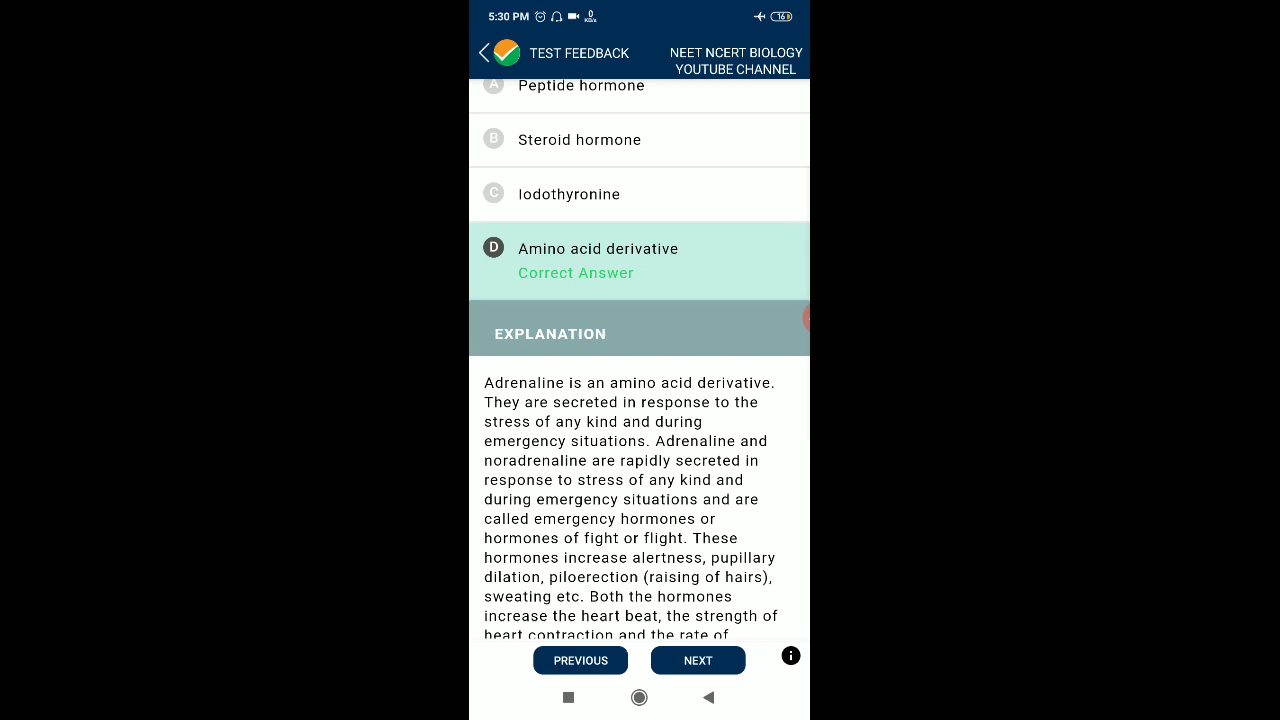 5:30 PM 0 KB/s 16
TEST FEEDBACK
NEET NCERT BIOLOGY
YOUTUBE CHANNEL
A Peptide hormone
B Steroid hormone
C Iodothyronine
D Amino acid derivative
Correct Answer
EXPLANATION
Adrenaline is an amino acid derivative.
They are secreted in response to the
stress of any kind and during
emergency situations. Adrenaline and
noradrenaline are rapidly secreted in
response to stress of any kind and
during emergency situations and are
called emergency hormones or
hormones of fight or flight. These
hormones increase alertness, pupillary
dilation, piloerection (raising of hairs),
sweating etc. Both the hormones
increase the heart beat, the strength of
heart contraction and the rate of
PREVIOUS NEXT